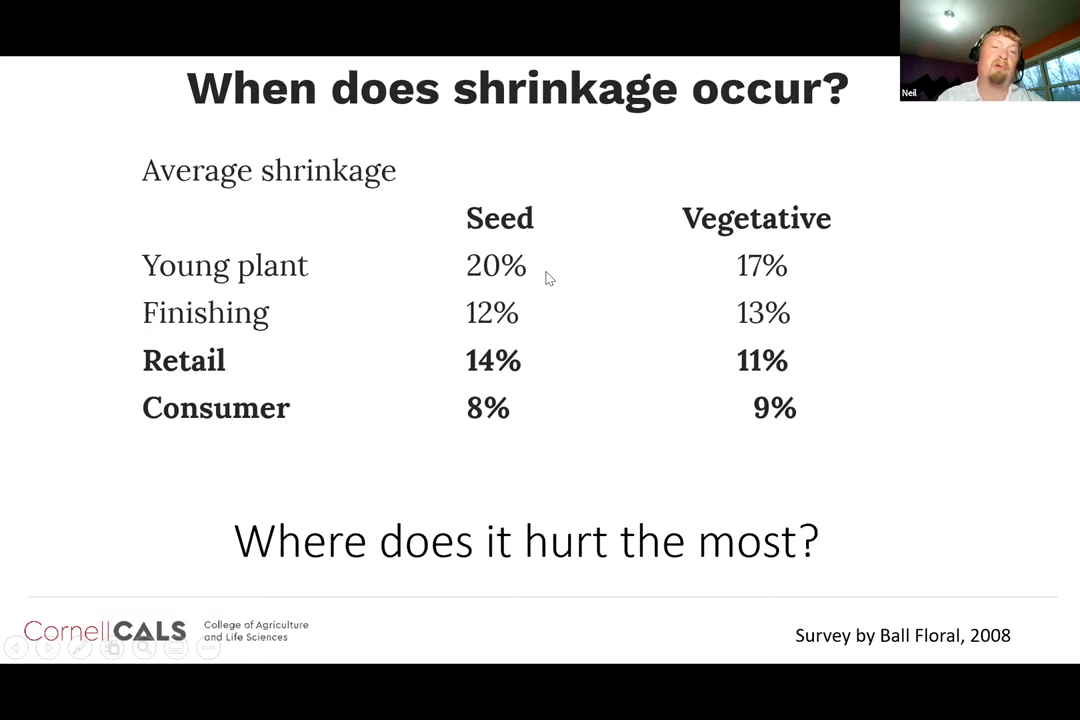 When does shrinkage occur?
Neil
Average shrinkage
Seed Vegetative
Young plant 20% 17%
Finishing 12% 13%
Retail 14% 11%
Consumer 8% 9%
Where does it hurt the most?
CornellCALS College of Agriculture
and Life Sciences
Survey by Ball Floral, 2008